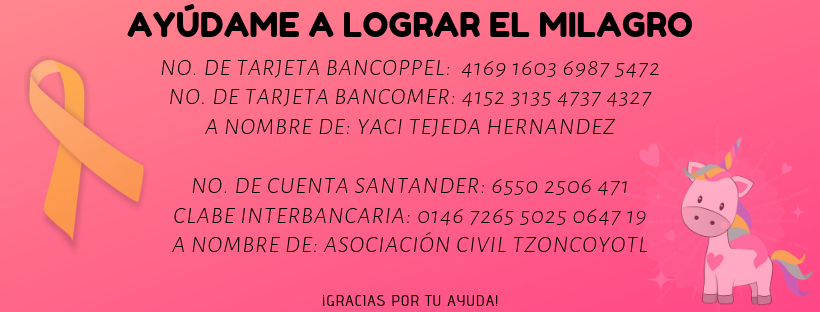 AYÚDAME A LOGRAR EL MILAGRO
NO. DE TARJETA BANCOPPEL: 4169 1603 6987 5472
NO. DE TARJETA BANCOMER: 4152 3135 4737 4327
A NOMBRE DE: YACI TEJEDA HERNANDEZ
NO. DE CUENTA SANTANDER: 6550 2506 471
CLABE INTERBANCARIA: 0146 7265 5025 0647 19
A NOMBRE DE: ASOCIACIÓN CIVIL TZONCOYOTL
¡GRACIAS POR TU AYUDA!